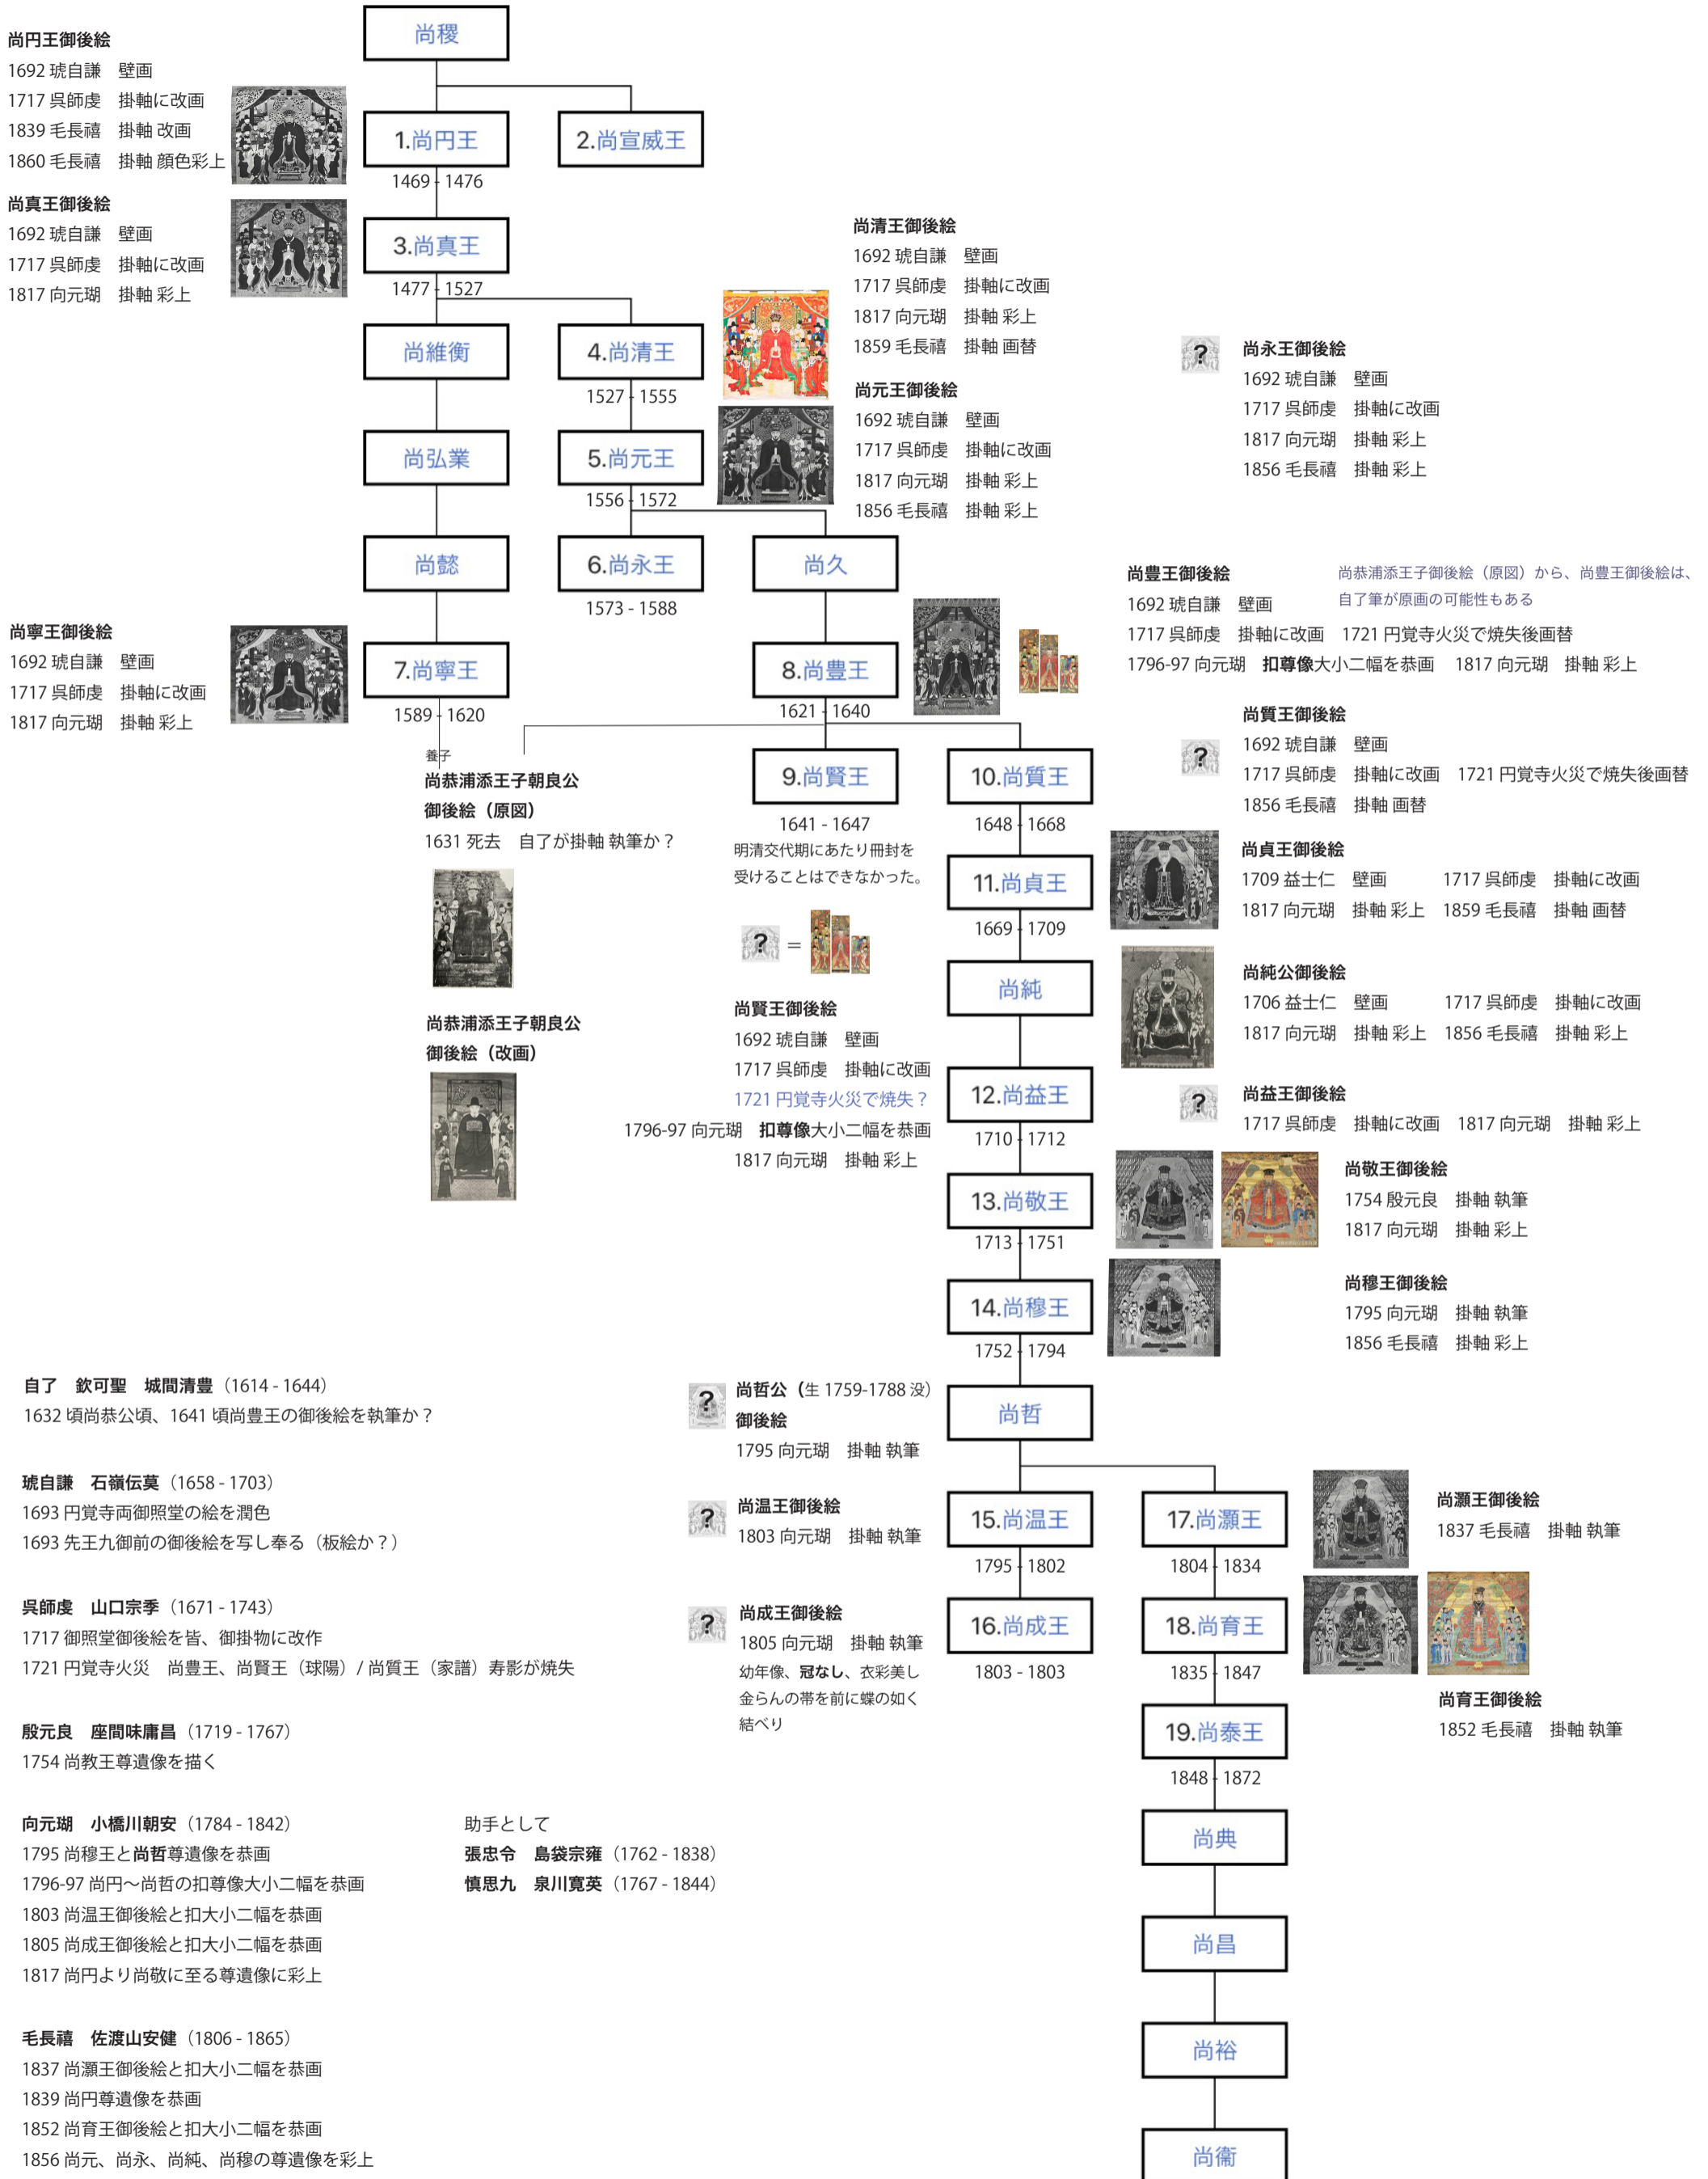 尚稷
尚円王御後絵
1692 琥自謙　壁画
1717 呉師虔　掛軸に改画
1839 毛長禧　掛軸 改画
1860 毛長禧　掛軸 顔色彩上
1.尚円王
1469 - 1476
2.尚宣威王
尚真王御後絵
1692 琥自謙　壁画
1717 呉師虔　掛軸に改画
1817 向元瑚　掛軸 彩上
3.尚真王
1477 - 1527
尚維衡
4.尚清王
1527 - 1555
尚清王御後絵
1692 琥自謙　壁画
1717 呉師虔　掛軸に改画
1817 向元瑚　掛軸 彩上
1859 毛長禧　掛軸 画替
尚弘業
5.尚元王
1556 - 1572
尚元王御後絵
1692 琥自謙　壁画
1717 呉師虔　掛軸に改画
1817 向元瑚　掛軸 彩上
1856 毛長禧　掛軸 彩上
?
尚永王御後絵
1692 琥自謙　壁画
1717 呉師虔　掛軸に改画
1817 向元瑚　掛軸 彩上
1856 毛長禧　掛軸 彩上
尚懿
6.尚永王
1573 - 1588
尚久
尚寧王御後絵
1692 琥自謙　壁画
1717 呉師虔　掛軸に改画
1817 向元瑚　掛軸 彩上
7.尚寧王
1589 - 1620
8.尚豊王
1621 - 1640
尚豊王御後絵
尚恭浦添王子御後絵（原図）から、尚豊王御後絵は、
自了筆が原画の可能性もある
1692 琥自謙　壁画
1717 呉師虔　掛軸に改画　1721 円覚寺火災で焼失後画替
1796-97 向元瑚　扣尊像大小二幅を恭画　1817 向元瑚　掛軸 彩上
養子
尚恭浦添王子朝良公
御後絵（原図）
1631 死去　自了が掛軸 執筆か？
尚恭浦添王子朝良公
御後絵（改画）
9.尚賢王
1641 - 1647
明清交代期にあたり冊封を
受けることはできなかった。
? =
尚賢王御後絵
1692 琥自謙　壁画
1717 呉師虔　掛軸に改画
1721 円覚寺火災で焼失？
1796-97 向元瑚　扣尊像大小二幅を恭画
1817 向元瑚　掛軸 彩上
10.尚質王
1648 - 1668
?
尚質王御後絵
1692 琥自謙　壁画
1717 呉師虔　掛軸に改画　1721 円覚寺火災で焼失後画替
1856 毛長禧　掛軸 画替
11.尚貞王
1669 - 1709
尚貞王御後絵
1709 益士仁　壁画　1717 呉師虔　掛軸に改画
1817 向元瑚　掛軸 彩上　1859 毛長禧　掛軸 画替
尚純
尚純公御後絵
1706 益士仁　壁画　1717 呉師虔　掛軸に改画
1817 向元瑚　掛軸 彩上　1856 毛長禧　掛軸 彩上
12.尚益王
1710 - 1712
?
尚益王御後絵
1717 呉師虔　掛軸に改画　1817 向元瑚　掛軸 彩上
13.尚敬王
1713 - 1751
尚敬王御後絵
1754 殷元良　掛軸 執筆
1817 向元瑚　掛軸 彩上
14.尚穆王
1752 - 1794
尚穆王御後絵
1795 向元瑚　掛軸 執筆
1856 毛長禧　掛軸 彩上
?
尚哲公（生 1759-1788 没）
御後絵
1795 向元瑚　掛軸 執筆
尚哲
?
尚温王御後絵
1803 向元瑚　掛軸 執筆
15.尚温王
1795 - 1802
17.尚灝王
1804 - 1834
尚灝王御後絵
1837 毛長禧　掛軸 執筆
?
尚成王御後絵
1805 向元瑚　掛軸 執筆
幼年像、冠なし、衣彩美し
金らんの帯を前に蝶の如く
結べり
16.尚成王
1803 - 1803
18.尚育王
1835 - 1847
尚育王御後絵
1852 毛長禧　掛軸 執筆
19.尚泰王
1848 - 1872
尚典
尚昌
尚裕
尚衞
自了　欽可聖　城間清豊（1614 - 1644）
1632 頃尚恭公頃、1641 頃尚豊王の御後絵を執筆か？
琥自謙　石嶺伝莫（1658 - 1703）
1693 円覚寺両御照堂の絵を潤色
1693 先王九御前の御後絵を写し奉る（板絵か？）
呉師虔　山口宗季（1671 - 1743）
1717 御照堂御後絵を皆、御掛物に改作
1721 円覚寺火災　尚豊王、尚賢王（球陽）/ 尚質王（家譜）寿影が焼失
殷元良　座間味庸昌（1719 - 1767）
1754 尚敎王尊遺像を描く
向元瑚　小橋川朝安（1784 - 1842）
1795 尚穆王と尚哲尊遺像を恭画
1796-97 尚円～尚哲の扣尊像大小二幅を恭画
1803 尚温王御後絵と扣大小二幅を恭画
1805 尚成王御後絵と扣大小二幅を恭画
1817 尚円より尚敬に至る尊遺像に彩上
助手として
張忠令　島袋宗雍（1762 - 1838）
慎思九　泉川寛英（1767 - 1844）
毛長禧　佐渡山安健（1806 - 1865）
1837 尚灝王御後絵と扣大小二幅を恭画
1839 尚円尊遺像を恭画
1852 尚育王御後絵と扣大小二幅を恭画
1856 尚元、尚永、尚純、尚穆の尊遺像を彩上